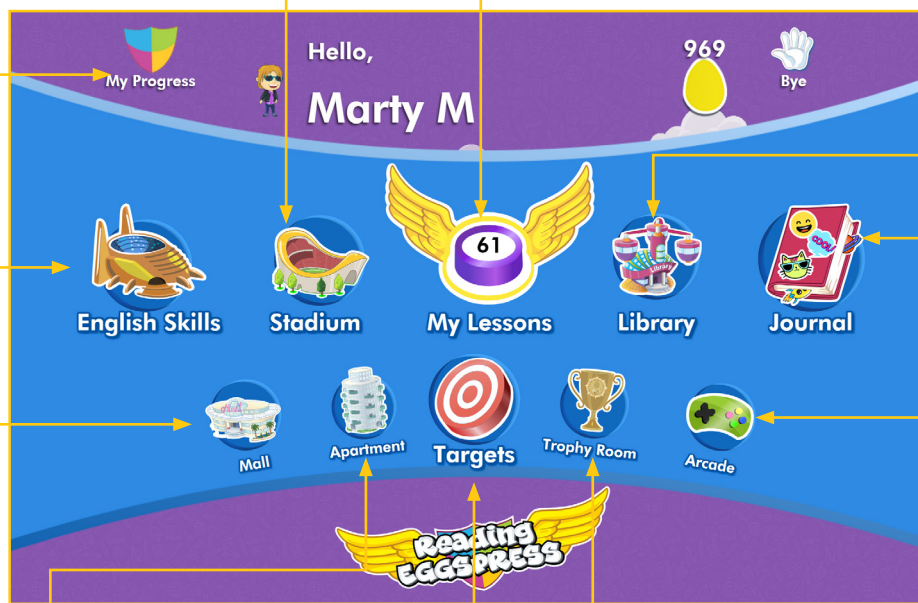 My Progress
Hello,
Marty M
969
Bye
61
English Skills
Stadium
My Lessons
Library
Library
COOL!
Journal
Mall
Apartment
Targets
Trophy Room
Arcade
Reading
EGGSPRESS